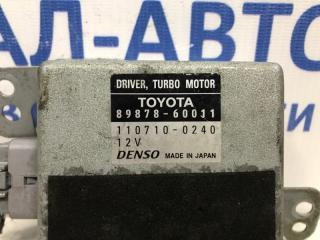 АЛ-АВТО
DRIVER, TURBO MOTOR
TOYOTA
89878-60011
110710-0240
12V
DENSO MADE IN JAPAN